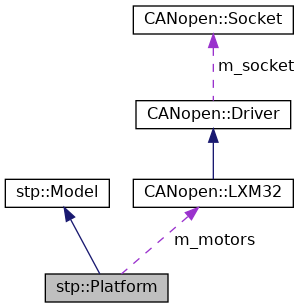 CANopen::Socket
m_socket
CANopen::Driver
stp::Model
CANopen::LXM32
m_motors
stp::Platform